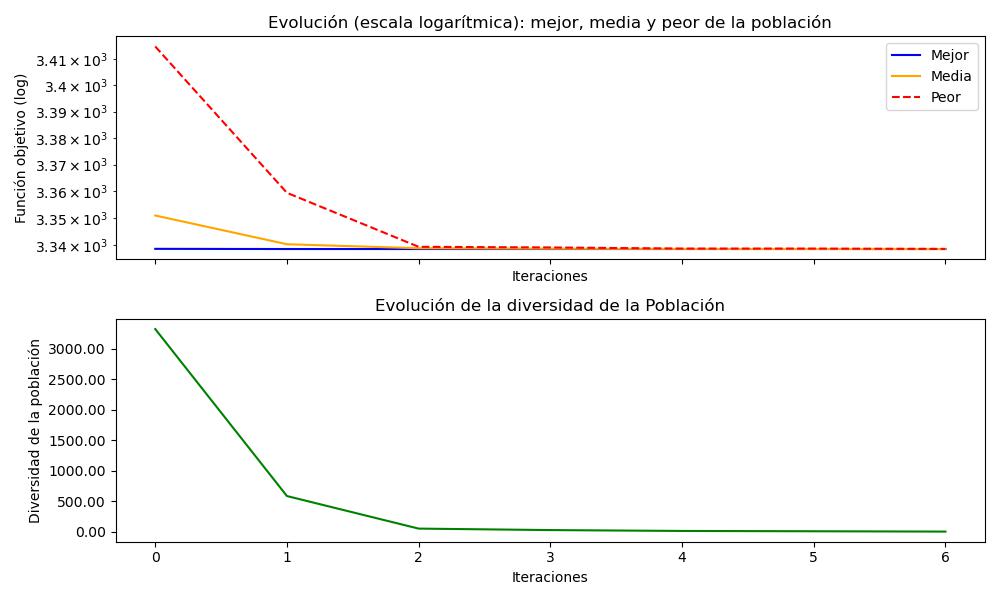 Evolución (escala logarítmica): mejor, media y peor de la población
Función objetivo (log)
3.41 × 10³
3.4 × 10³
3.39 × 10³
3.38 × 10³
3.37 × 10³
3.36 × 10³
3.35 × 10³
3.34 × 10³
Mejor
Media
Peor
Iteraciones
Evolución de la diversidad de la Población
Diversidad de la población
3000.00
2500.00
2000.00
1500.00
1000.00
500.00
0.00
0 1 2 3 4 5 6
Iteraciones